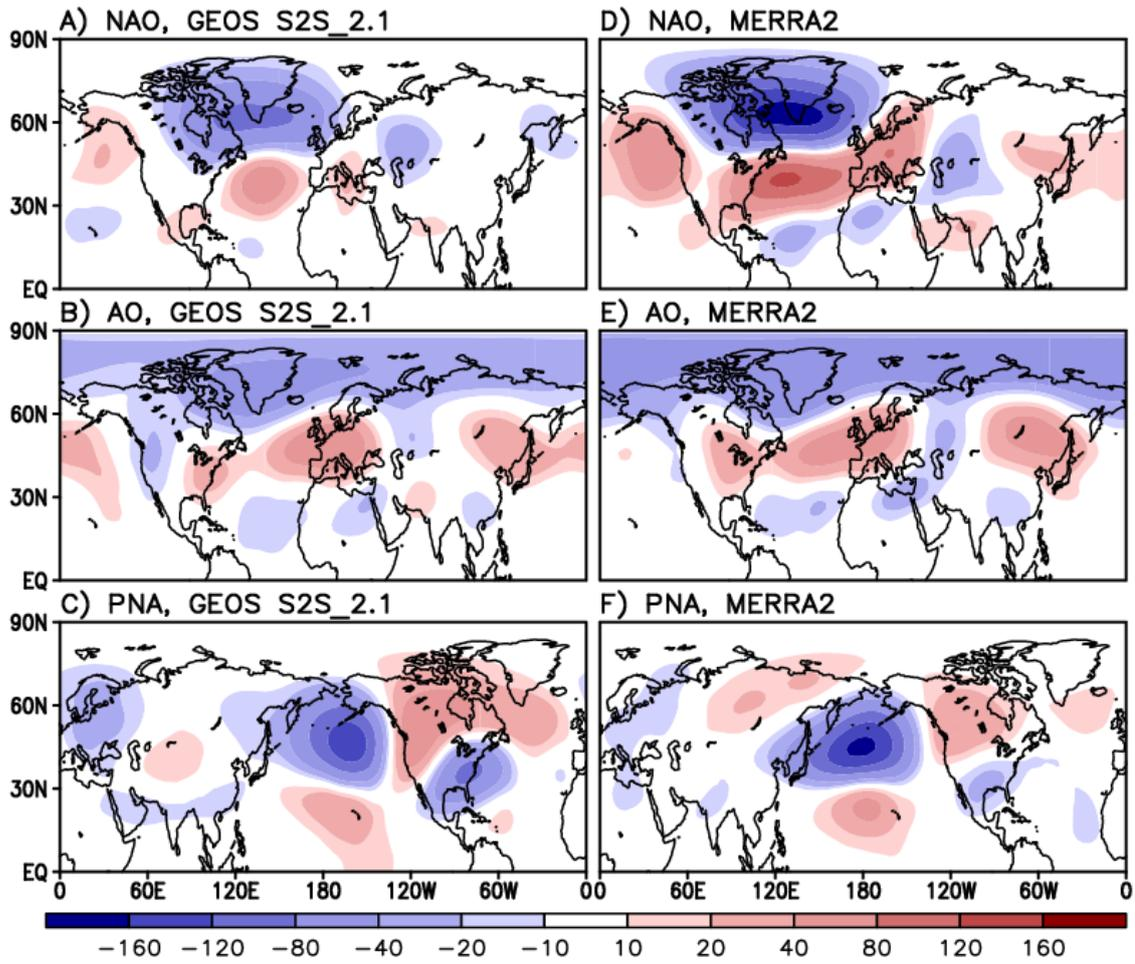 A) NAO, GEOS S2S_2.1
D) NAO, MERRA2
90N
60N
30N
EQ
B) AO, GEOS S2S_2.1
E) AO, MERRA2
90N
60N
30N
EQ
C) PNA, GEOS S2S_2.1
F) PNA, MERRA2
90N
60N
30N
EQ
0 60E 120E 180 120W 60W 0 0 60E 120E 180 120W 60W 0
-160 -120 -80 -40 -20 -10 10 20 40 80 120 160